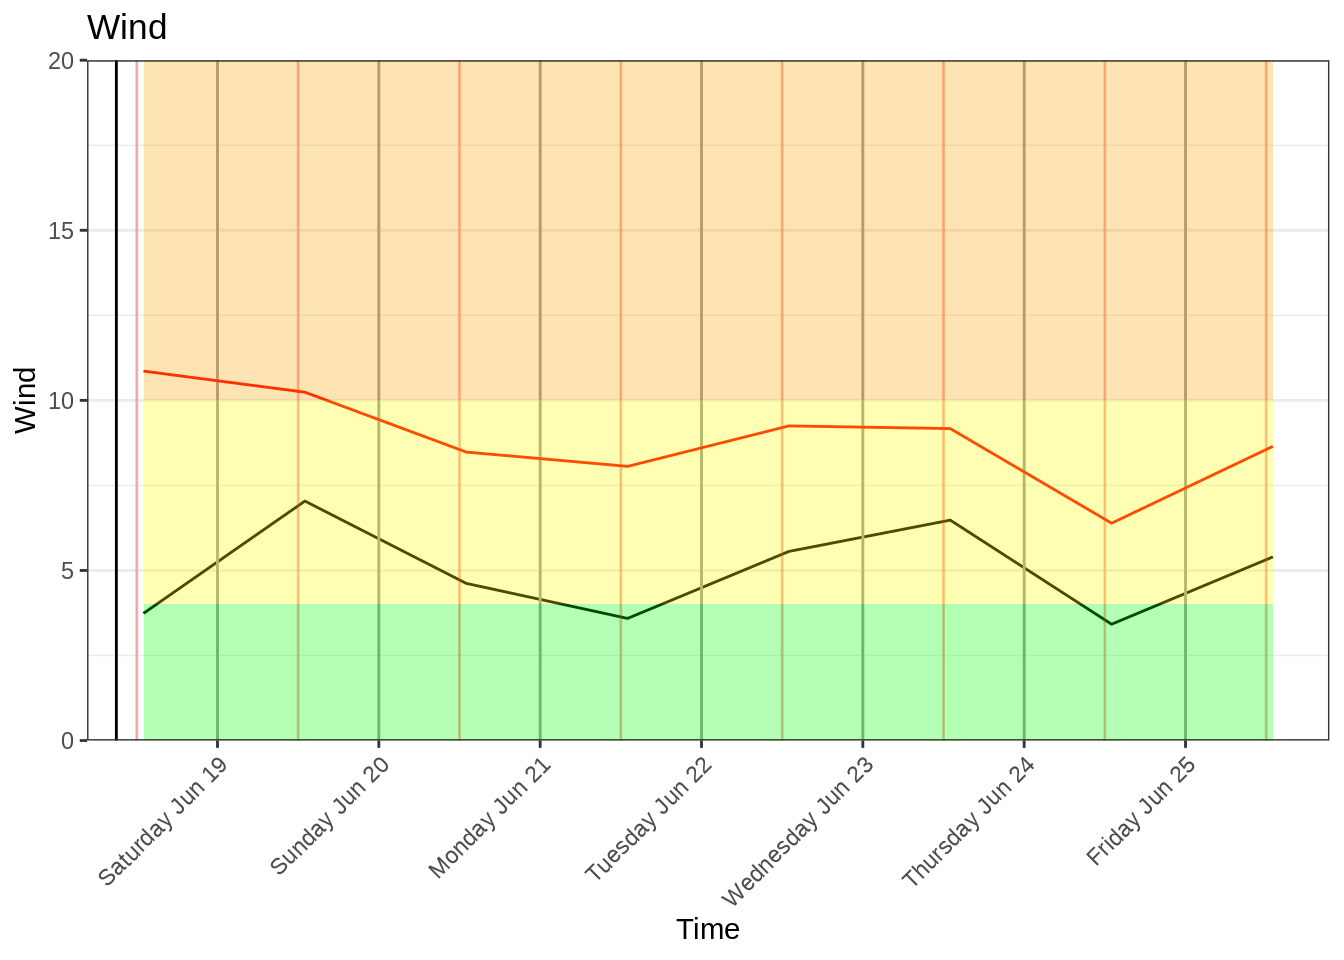 Wind
20
15
10
5
0
Wind
Saturday Jun 19
Sunday Jun 20
Monday Jun 21
Tuesday Jun 22
Wednesday Jun 23
Thursday Jun 24
Friday Jun 25
Time